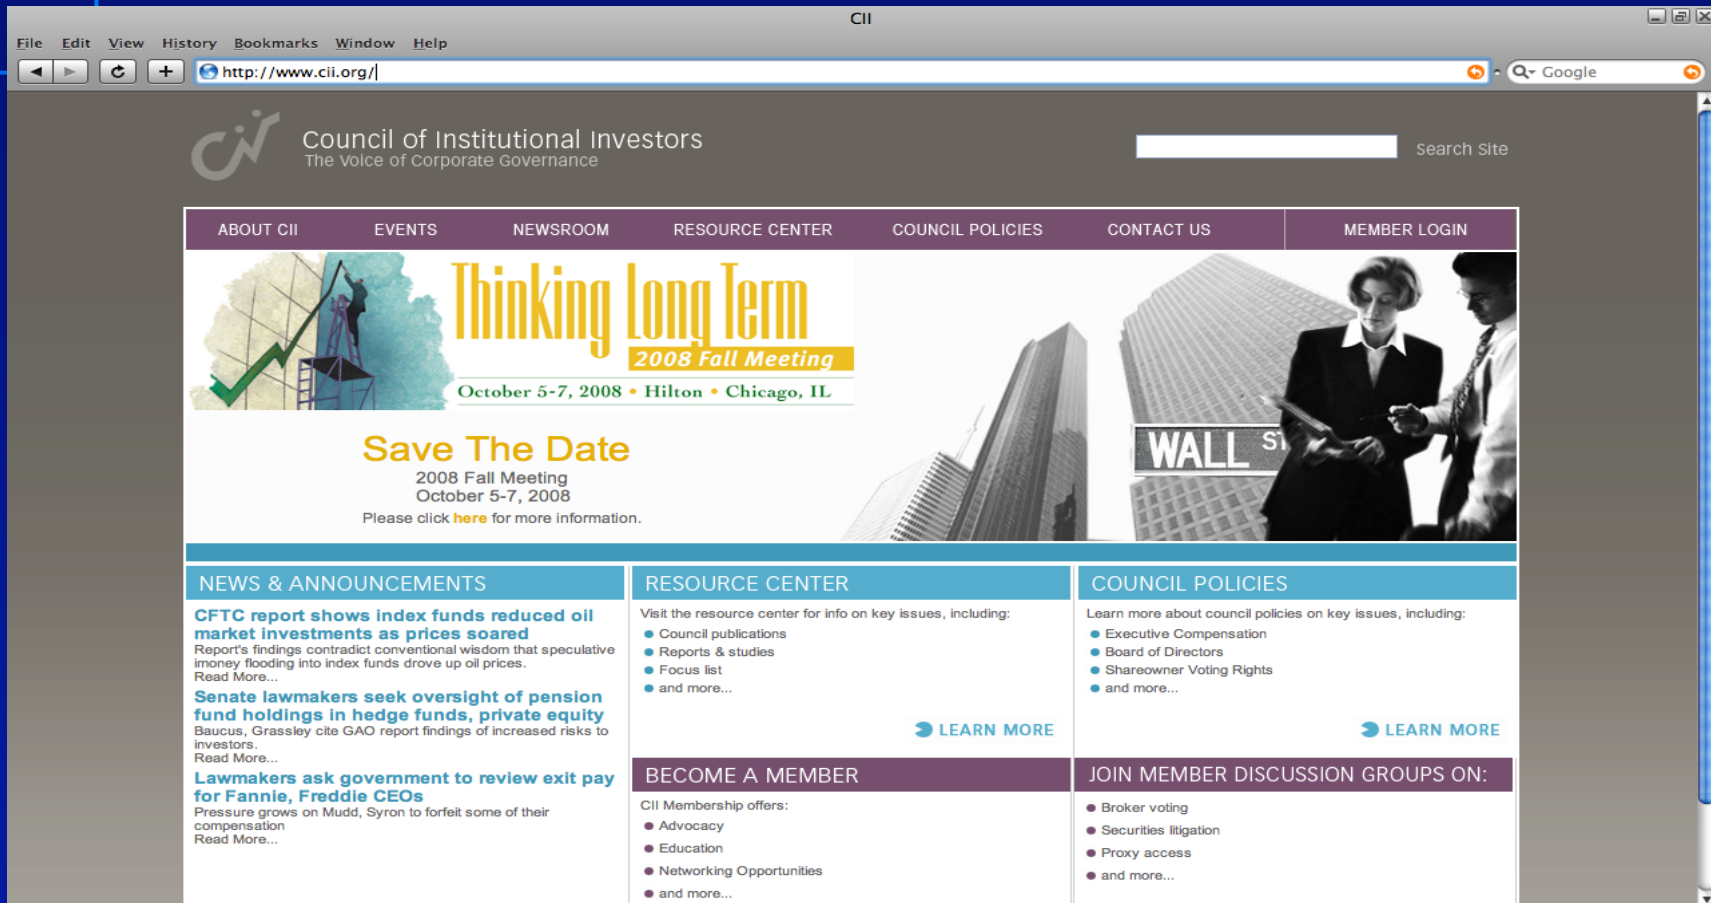 CII
File Edit View History Bookmarks Window Help
http://www.cii.org/
Google
cii
Council of Institutional Investors
The Voice of Corporate Governance
Search Site
ABOUT CII EVENTS NEWSROOM RESOURCE CENTER COUNCIL POLICIES CONTACT US MEMBER LOGIN
Thinking Long Term
2008 Fall Meeting
October 5-7, 2008 • Hilton • Chicago, IL
WALL ST
Save The Date
2008 Fall Meeting
October 5-7, 2008
Please click here for more information.
NEWS & ANNOUNCEMENTS
CFTC report shows index funds reduced oil
market investments as prices soared
Report's findings contradict conventional wisdom that speculative
imoney flooding into index funds drove up oil prices.
Read More...
Senate lawmakers seek oversight of pension
fund holdings in hedge funds, private equity
Baucus, Grassley cite GAO report findings of increased risks to
investors.
Read More...
Lawmakers ask government to review exit pay
for Fannie, Freddie CEOs
Pressure grows on Mudd, Syron to forfeit some of their
compensation
Read More...
RESOURCE CENTER
Visit the resource center for info on key issues, including:
Council publications
Reports & studies
Focus list
and more...
LEARN MORE
BECOME A MEMBER
CII Membership offers:
Advocacy
Education
Networking Opportunities
and more...
COUNCIL POLICIES
Learn more about council policies on key issues, including:
Executive Compensation
Board of Directors
Shareowner Voting Rights
and more...
LEARN MORE
JOIN MEMBER DISCUSSION GROUPS ON:
Broker voting
Securities litigation
Proxy access
and more...